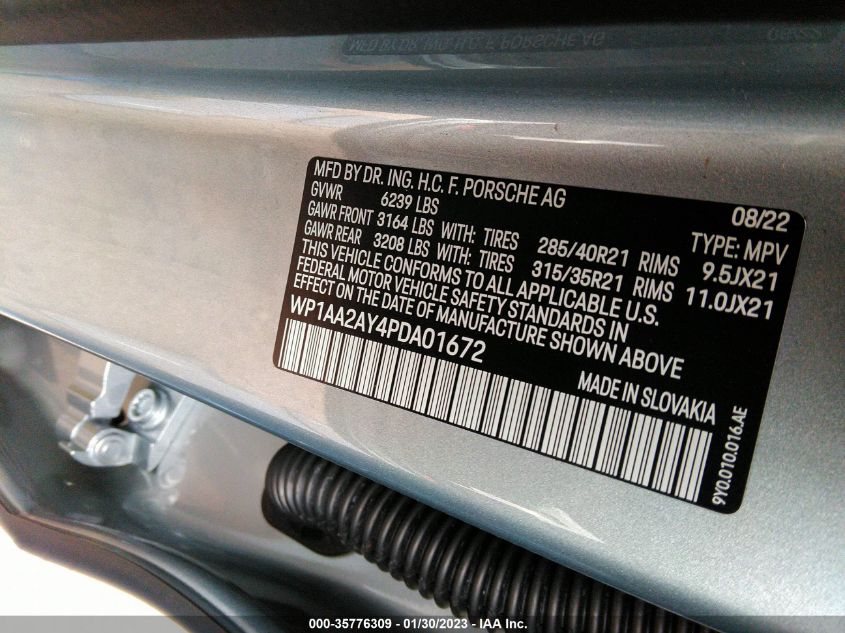 MFD BY DR. ING. H.C. F. PORSCHE AG 08/22
GVWR 6239 LBS TYPE: MPV
GAWR FRONT 3164 LBS WITH: TIRES 285/40R21 RIMS 9.5JX21
GAWR REAR 3208 LBS WITH: TIRES 315/35R21 RIMS 11.0JX21
THIS VEHICLE CONFORMS TO ALL APPLICABLE U.S.
FEDERAL MOTOR VEHICLE SAFETY STANDARDS IN
EFFECT ON THE DATE OF MANUFACTURE SHOWN ABOVE
WP1AA2AY4PDA01672
MADE IN SLOVAKIA
9Y0.010.016.AE
000-35776309 - 01/30/2023 - IAA Inc.